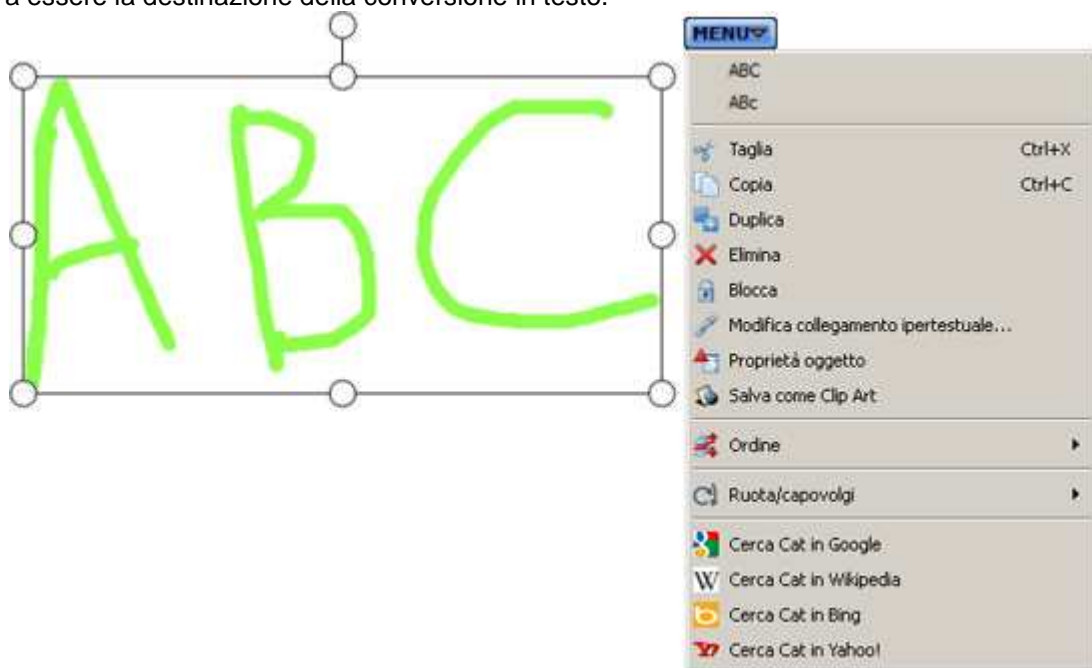 a essere la destinazione della conversione in testo.
ABC
MENU
ABC
ABc
Taglia Ctrl+X
Copia Ctrl+C
Duplica
Elimina
Blocca
Modifica collegamento ipertestuale...
Proprietà oggetto
Salva come Clip Art
Ordine
Ruota/capovolgi
Cerca Cat in Google
W Cerca Cat in Wikipedia
b Cerca Cat in Bing
Y? Cerca Cat in Yahoo!